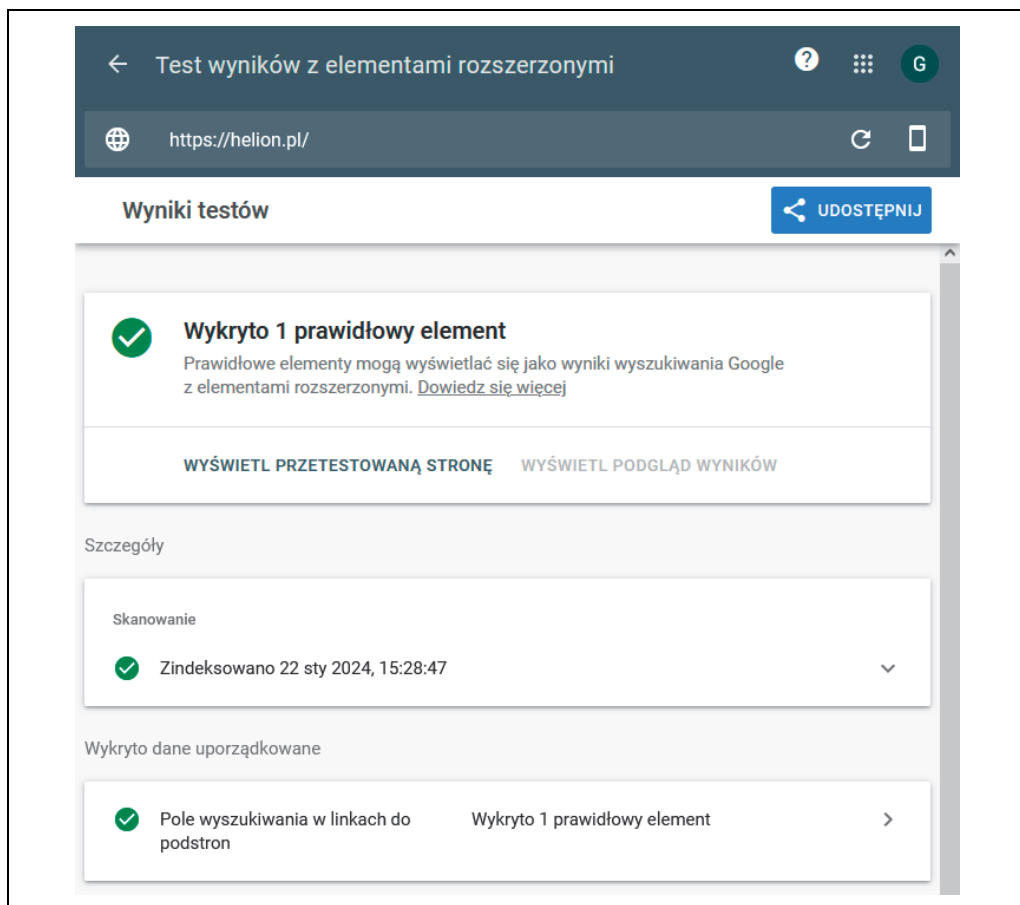 Test wyników z elementami rozszerzonymi
?
G
https://helion.pl/
Wyniki testów
UDOSTĘPNIJ
Wykryto 1 prawidłowy element
Prawidłowe elementy mogą wyświetlać się jako wyniki wyszukiwania Google
z elementami rozszerzonymi. Dowiedz się więcej
WYŚWIETL PRZETESTOWANĄ STRONĘ WYŚWIETL PODGLĄD WYNIKÓW
Szczegóły
Skanowanie
Zindeksowano 22 sty 2024, 15:28:47
Wykryto dane uporządkowane
Pole wyszukiwania w linkach do
podstron
Wykryto 1 prawidłowy element